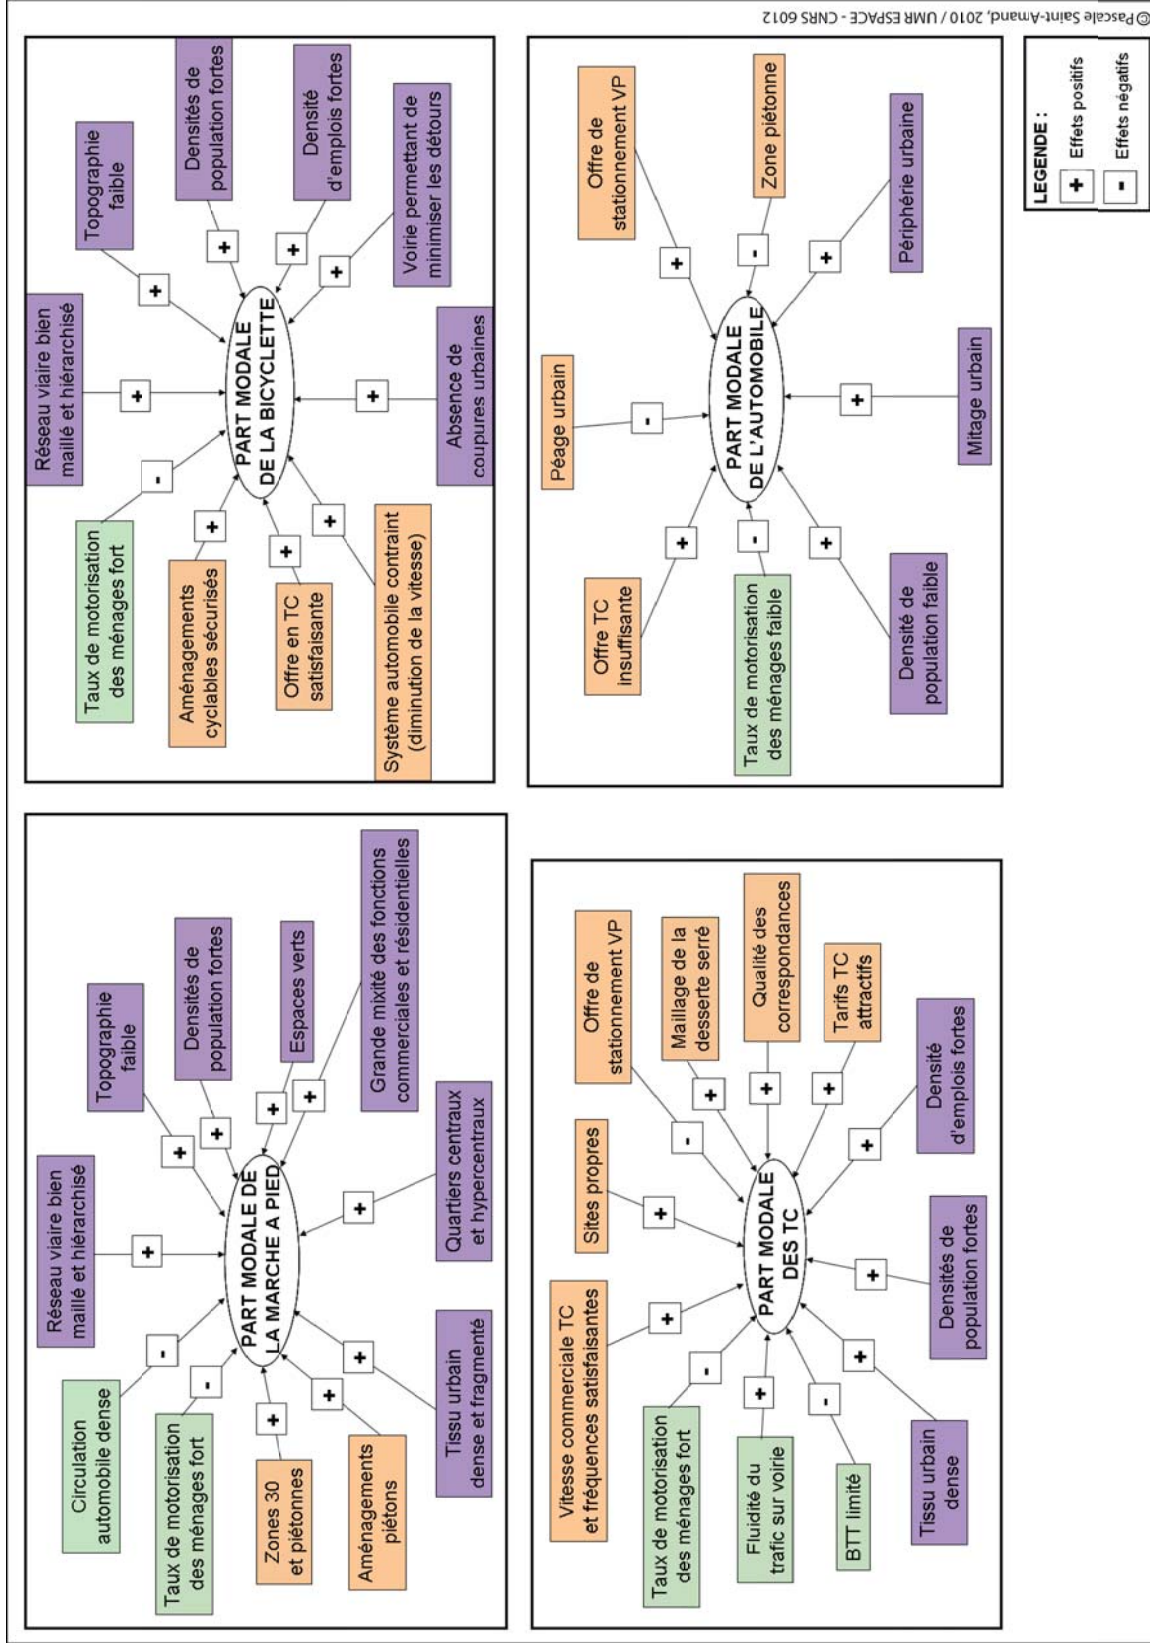 Réseau viaire bien
maillé et hiérarchisé
Circulation
automobile dense
Topographie
faible
Taux de motorisation
des ménages fort
Densités de
population fortes
PART MODALE DE
LA MARCHE A PIED
Zones 30
et piétonnes
Espaces verts
Aménagements
piétons
Grande mixité des fonctions
commerciales et résidentielles
Tissu urbain
dense et fragmenté
Quartiers centraux
et hypercentraux
-
+
+
-
+
+
+
+
+
+
+
Réseau viaire bien
maillé et hiérarchisé
Taux de motorisation
des ménages fort
Topographie
faible
Aménagements
cyclables sécurisés
Densités de
population fortes
PART MODALE
DE LA BICYCLETTE
Offre en TC
satisfaisante
Densité
d'emplois fortes
Système automobile contraint
(diminution de la vitesse)
Voirie permettant de
minimiser les détours
Absence de
coupures urbaines
-
+
+
+
+
+
+
+
+
+
Vitesse commerciale TC
et fréquences satisfaisantes
Sites propres
Offre de
stationnement VP
Taux de motorisation
des ménages fort
Maillage de la
desserte serré
Fluidité du
trafic sur voirie
PART MODALE
DES TC
Qualité des
correspondances
BTT limité
Tarifs TC
attractifs
Tissu urbain
dense
Densités de
population fortes
Densité
d'emplois fortes
+
+
-
-
+
+
+
-
+
+
+
+
Péage urbain
Offre TC
insuffisante
Offre de
stationnement VP
PART MODALE
DE L'AUTOMOBILE
Taux de motorisation
des ménages faible
Zone piétonne
Densité de
population faible
Périphérie urbaine
Mitage urbain
-
+
+
-
-
+
+
+
LEGENDE :
+ Effets positifs
- Effets négatifs
© Pascale Saint-Amand, 2010 / UMR ESPACE - CNRS 6012